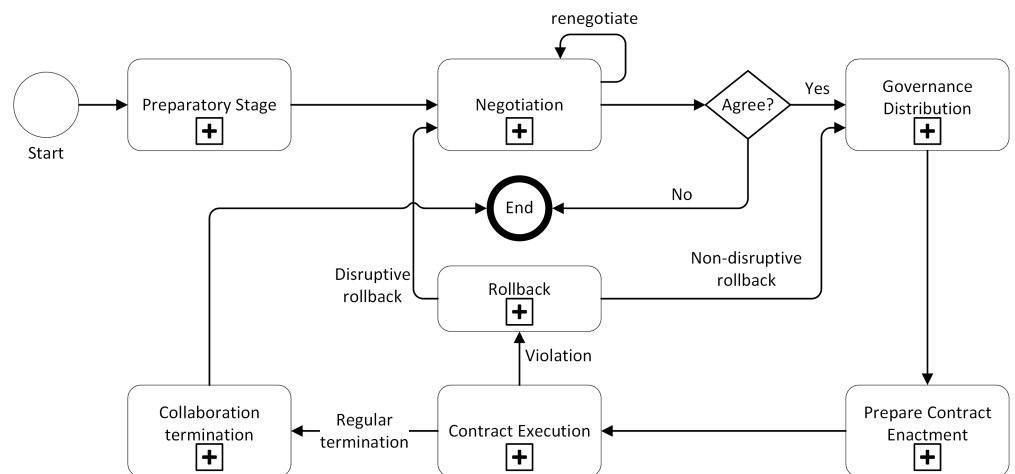 renegotiate
Preparatory Stage
Negotiation
Agree?
Yes
Governance
Distribution
Start
No
End
Disruptive
rollback
Rollback
Non-disruptive
rollback
Violation
Collaboration
termination
Regular
termination
Contract Execution
Prepare Contract
Enactment